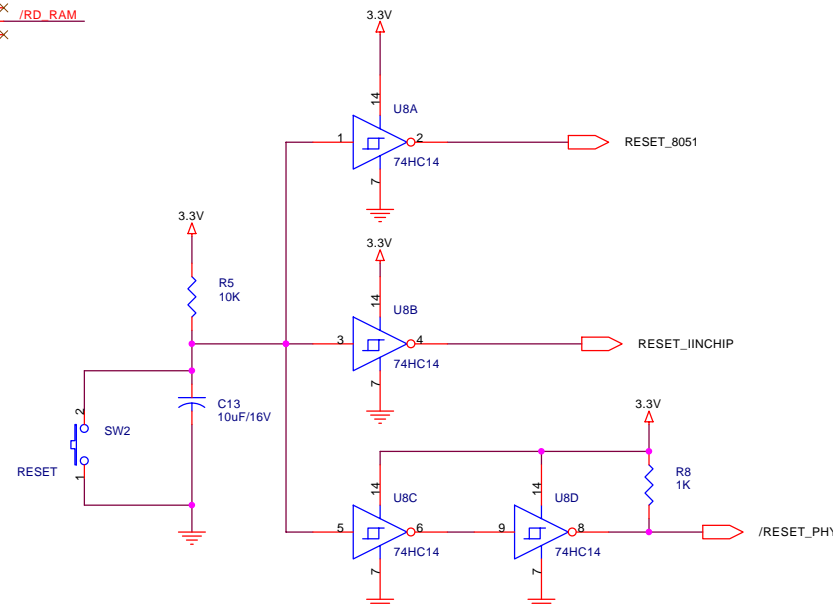 /RD_RAM
3.3V
14
U8A
1
2
74HC14
7
RESET_8051
3.3V
3.3V
14
U8B
R5
10K
3
4
74HC14
7
RESET_IINCHIP
C13
10uF/16V
2
SW2
RESET
1
3.3V
14
U8C
14
U8D
R8
1K
5
6
74HC14
7
9
8
74HC14
7
/RESET_PHY